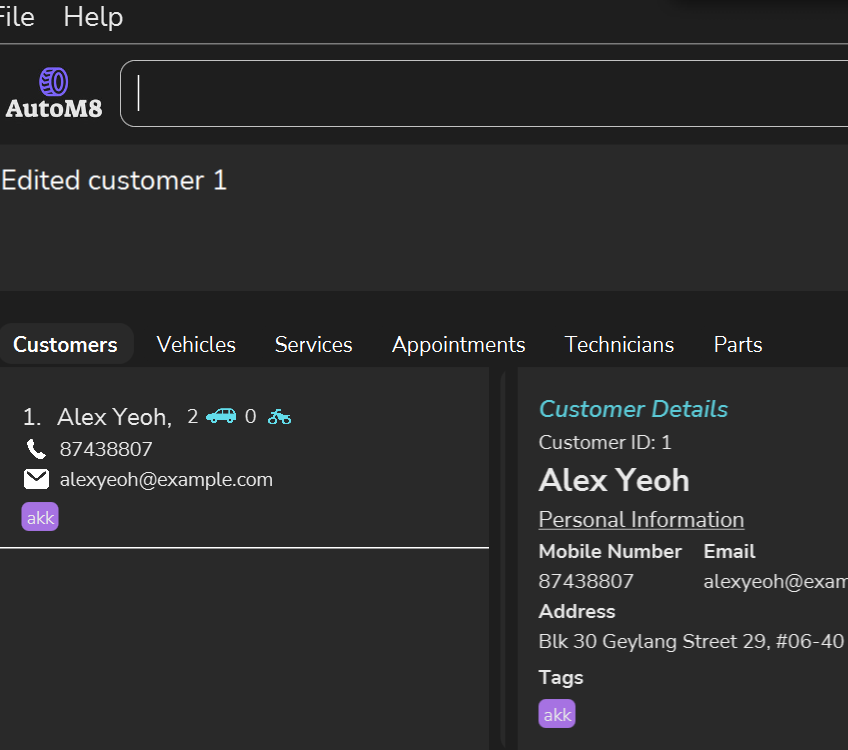 File Help
AutoM8
Edited customer 1
Customers Vehicles Services Appointments Technicians Parts
1. Alex Yeoh, 2 0
87438807
alexyeoh@example.com
akk
Customer Details
Customer ID: 1
Alex Yeoh
Personal Information
Mobile Number Email
87438807 alexyeoh@exam
Address
Blk 30 Geylang Street 29, #06-40
Tags
akk